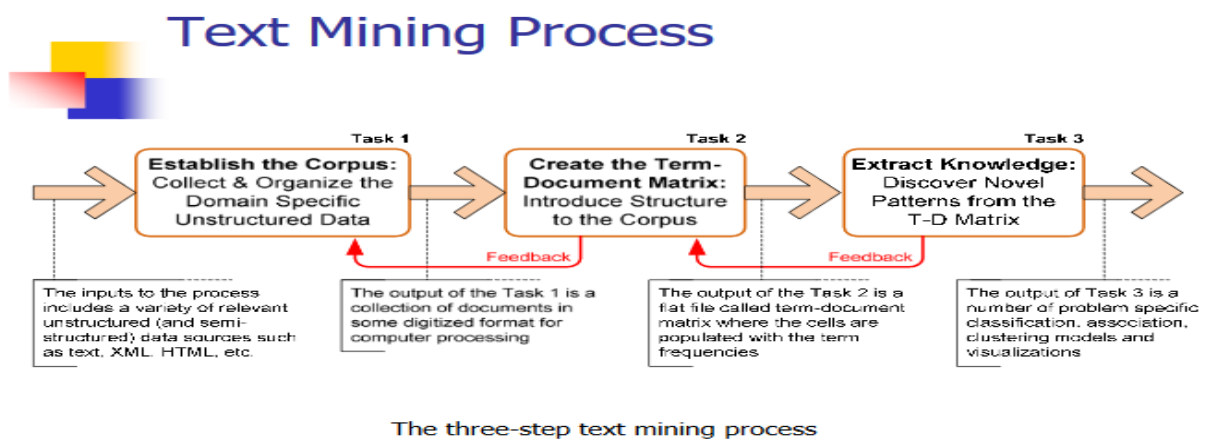 Text Mining Process
Task 1
Establish the Corpus:
Collect & Organize the
Domain Specific
Unstructured Data
Task 2
Create the Term-
Document Matrix:
Introduce Structure
to the Corpus
Task 3
Extract Knowledge:
Discover Novel
Patterns from the
T-D Matrix
Feedback
Feedback
The inputs to the process
includes a variety of relevant
unstructured (and semi-
structured) data sources such
as text, XML, HTML, etc.
The output of the Task 1 is a
collection of documents in
some digitized format for
computer processing
The output of the Task 2 is a
flat file called term-document
matrix where the cells are
populated with the term
frequencies
The output of Task 3 is a
number of problem specific
classification, association,
clustering models and
visualizations
The three-step text mining process